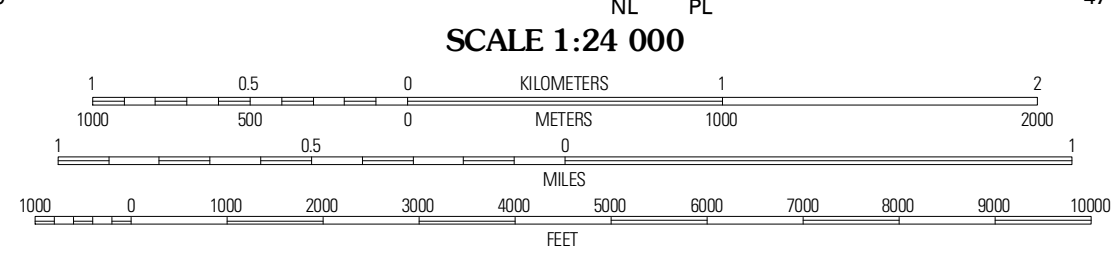 NL PL
SCALE 1:24 000
1 0.5 0 KILOMETERS 1 2
1000 500 0 METERS 1000 2000
1 0.5 0 1
MILES
1000 0 1000 2000 3000 4000 5000 6000 7000 8000 9000 10000
FEET